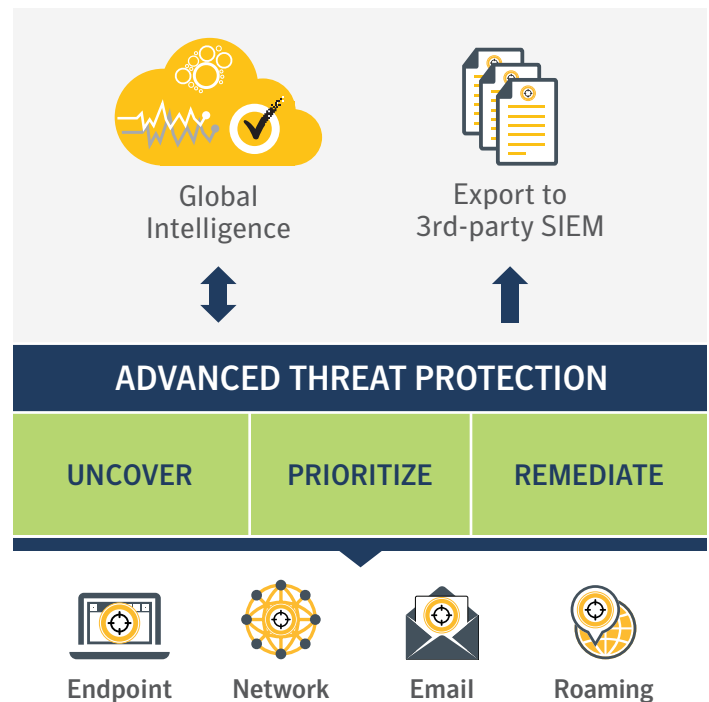 Global
Intelligence
Export to
3rd-party SIEM
ADVANCED THREAT PROTECTION
UNCOVER
PRIORITIZE
REMEDIATE
Endpoint
Network
Email
Roaming